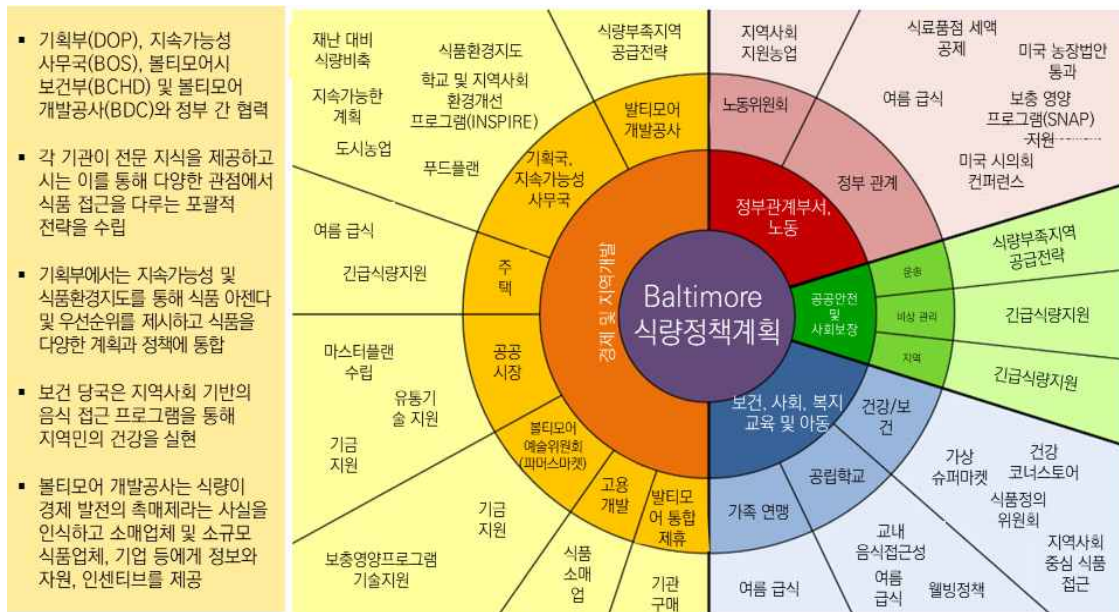 ▪ 기획부(DOP), 지속가능성
사무국(BOS), 볼티모어시
보건부(BCHD) 및 볼티모어
개발공사(BDC)와 정부 간 협력
▪ 각 기관이 전문 지식을 제공하고
시는 이를 통해 다양한 관점에서
식품 접근을 다루는 포괄적
전략을 수립
▪ 기획부에서는 지속가능성 및
식품환경지도를 통해 식품 아젠다
및 우선순위를 제시하고 식품을
다양한 계획과 정책에 통합
▪ 보건 당국은 지역사회 기반의
음식 접근 프로그램을 통해
지역민의 건강을 실현
▪ 볼티모어 개발공사는 식량이
경제 발전의 촉매제라는 사실을
인식하고 소매업체 및 소규모
식품업체, 기업 등에게 정보와
자원, 인센티브를 제공
Baltimore
식량정책계획
경제 및 지역개발
발티모어
개발공사
식량부족지역
공급전략
기획국,
지속가능성
사무국
재난 대비
식량비축
식품환경지도
지속가능한
계획
학교 및 지역사회
환경개선
프로그램(INSPIRE)
도시농업
푸드플랜
주
택
여름 급식
긴급식량지원
공공
시장
마스터플랜
수립
유통기
술 지원
기금
지원
볼티모어
예술위원회
(파머스마켓)
기금
지원
보충영양프로그램
기술지원
고용
개발
식품
소매
업
발티모
어 통합
제휴
기관
구매
정부관계부서,
노동
노동위원회
지역사회
지원농업
정부 관계
식료품점 세액
공제
미국 농장법안
통과
여름 급식
보충 영양
프로그램(SNAP)
지원
미국 시의회
컨퍼런스
공공안전
및
사회보장
운송
식량부족지역
공급전략
비상 관리
긴급식량지원
지역
긴급식량지원
보건, 사회, 복지
교육 및 아동
건강/보
건
가상
슈퍼마켓
건강
코너스토어
식품정의
위원회
지역사회
중심 식품
접근
공립학교
교내
음식접근성
여름
급식
웰빙정책
가족 연맹
여름 급식